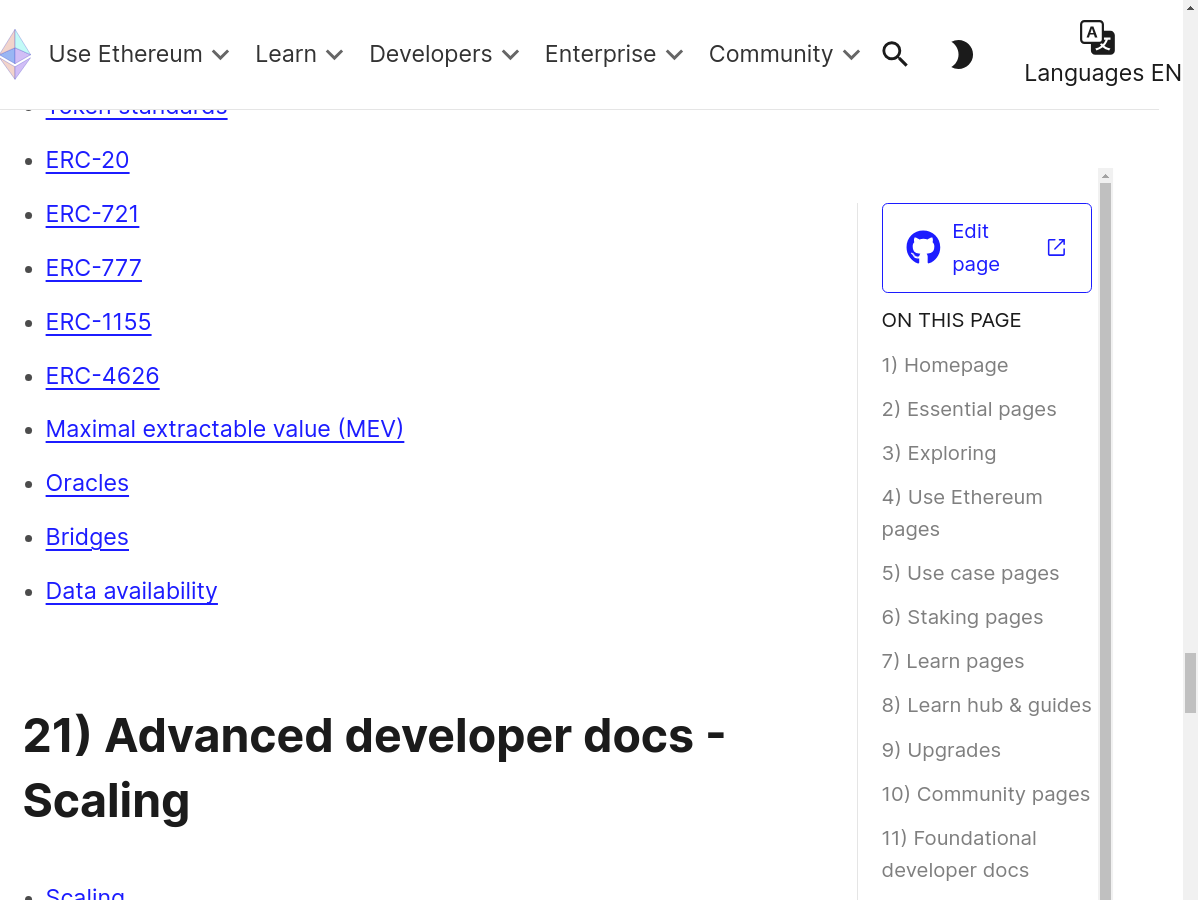 Use Ethereum Learn Developers Enterprise Community Languages EN
Token standards
ERC-20
ERC-721
ERC-777
ERC-1155
ERC-4626
Maximal extractable value (MEV)
Oracles
Bridges
Data availability
21) Advanced developer docs -
Scaling
Scaling
Edit
page
ON THIS PAGE
1) Homepage
2) Essential pages
3) Exploring
4) Use Ethereum
pages
5) Use case pages
6) Staking pages
7) Learn pages
8) Learn hub & guides
9) Upgrades
10) Community pages
11) Foundational
developer docs